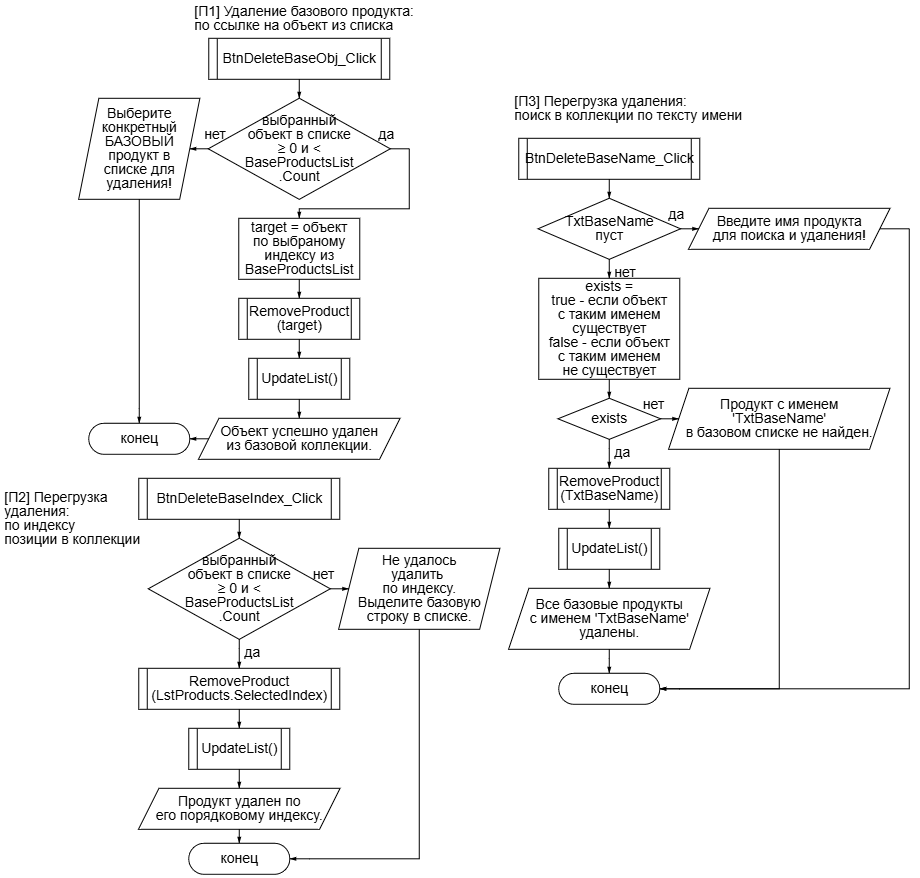 [П1] Удаление базового продукта:
по ссылке на объект из списка
BtnDeleteBaseObj_Click
выбранный
объект в списке
≥ 0 и <
BaseProductsList
.Count
нет
да
Выберите
конкретный
БАЗОВЫЙ
продукт в
списке для
удаления!
target = объект
по выбраному
индексу из
BaseProductsList
RemoveProduct
(target)
UpdateList()
Объект успешно удален
из базовой коллекции.
конец
[П2] Перегрузка
удаления:
по индексу
позиции в коллекции
BtnDeleteBaseIndex_Click
выбранный
объект в списке
≥ 0 и <
BaseProductsList
.Count
нет
Не удалось
удалить
по индексу.
Выделите базовую
строку в списке.
да
RemoveProduct
(LstProducts.SelectedIndex)
UpdateList()
Продукт удален по
его порядковому индексу.
конец
[П3] Перегрузка удаления:
поиск в коллекции по тексту имени
BtnDeleteBaseName_Click
TxtBaseName
пуст
да
Введите имя продукта
для поиска и удаления!
нет
exists =
true - если объект
с таким именем
существует
false - если объект
с таким именем
не существует
exists
нет
Продукт с именем
'TxtBaseName'
в базовом списке не найден.
да
RemoveProduct
(TxtBaseName)
UpdateList()
Все базовые продукты
с именем 'TxtBaseName'
удалены.
конец